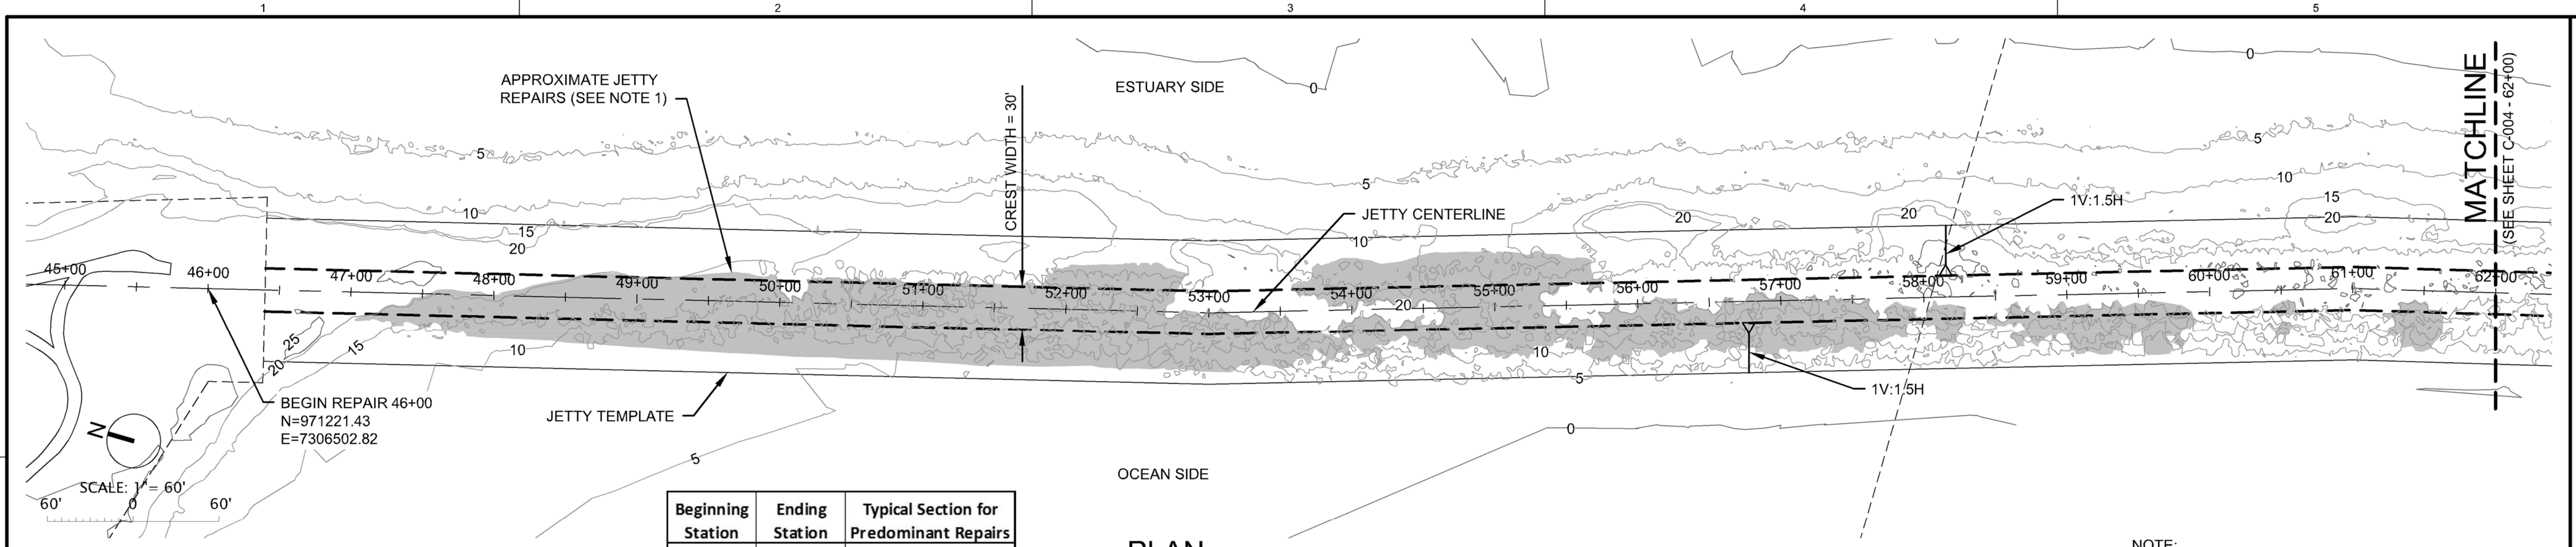 1
2
3
4
5
APPROXIMATE JETTY
REPAIRS (SEE NOTE 1)
ESTUARY SIDE
CREST WIDTH = 30'
JETTY CENTERLINE
1V:1.5H
MATCHLINE
(SEE SHEET C-004 - 62+00)
0
0
5
5
5
10
10
10
15
15
20
20
20
20
45+00
46+00
47+00
48+00
49+00
50+00
51+00
52+00
53+00
54+00
55+00
56+00
57+00
58+00
59+00
60+00
61+00
62+00
20
25
20
15
10
10
5
0
5
BEGIN REPAIR 46+00
N=971221.43
E=7306502.82
JETTY TEMPLATE
1V:1.5H
N
SCALE: 1"= 60'
60'
0
60'
OCEAN SIDE
Beginning
Station
Ending
Station
Typical Section for
Predominant Repairs
PLAN
NOTE: